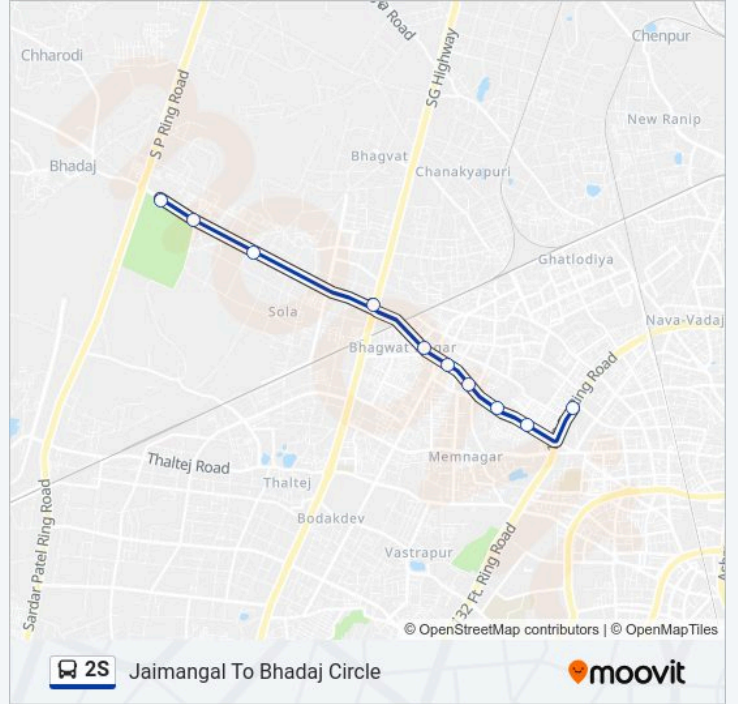 Road
Chharodi
Chenpur
SG Highway
S P Ring Road
New Ranip
Bhagvat
Bhadaj
Chanakyapuri
Ghatlodiya
Sola
Nava-Vadaj
Bhagwat Nagar
Ring Road
Memnagar
Thaltej Road
Thaltej
Bodakdev
Sardar Patel Ring Road
Vastrapur
132 Ft. Ring Road
© OpenStreetMap contributors | © OpenMapTiles
2S Jaimangal To Bhadaj Circle
moovit